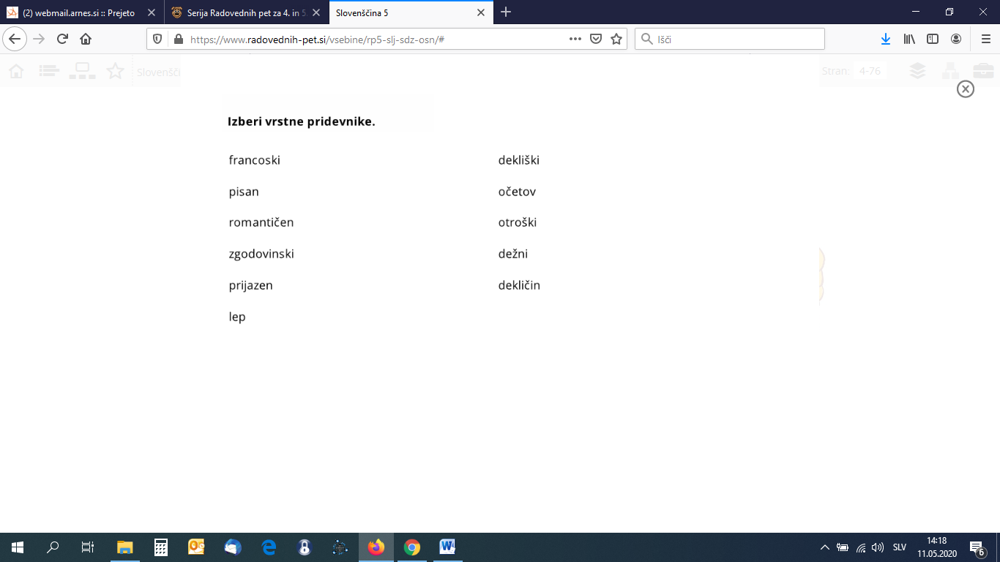 (2) webmail.arnes.si :: Prejeto
Serija Radovednih pet za 4. in 5.
Slovenščina 5
https://www.radovednih-pet.si/vsebine/rp5-slj-sdz-osn/#
Išči
Slovenšči
Stran: 4-76
Izberi vrstne pridevnike.
francoski
pisan
romantičen
zgodovinski
prijazen
lep
dekliški
očetov
otroški
dežni
dekličin
SLV
14:18
11.05.2020
6